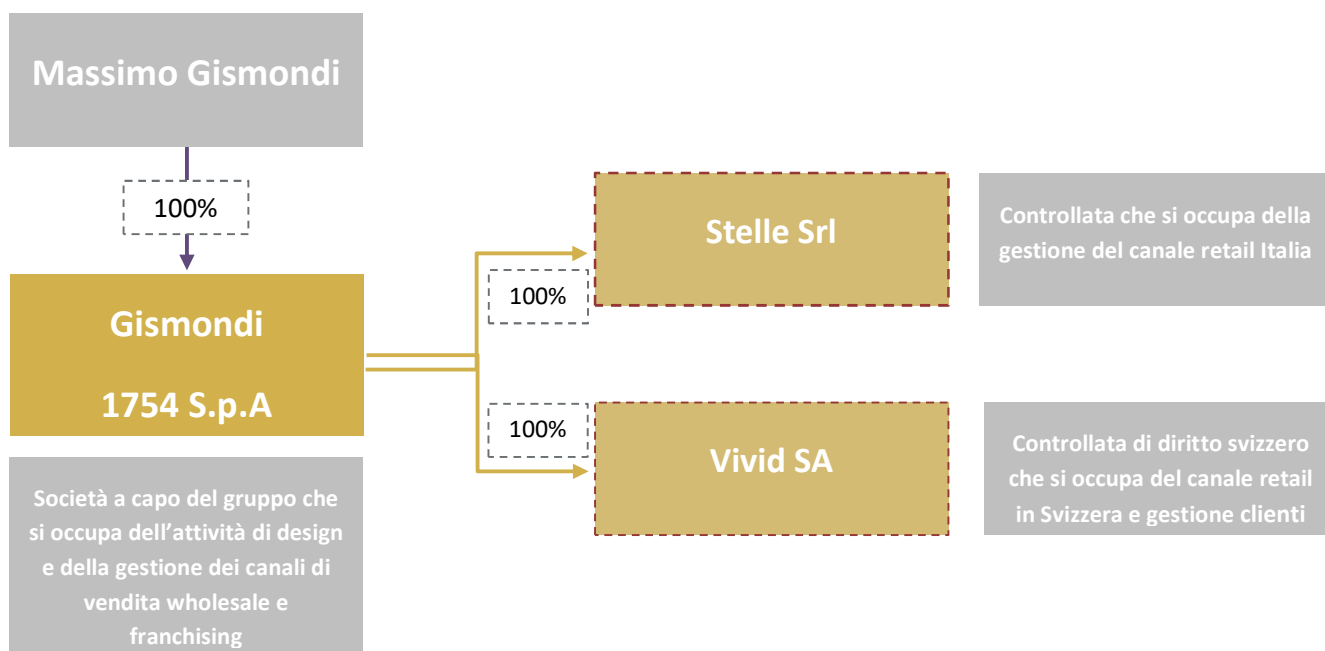 Massimo Gismondi
100%
Gismondi
1754 S.p.A
Società a capo del gruppo che
si occupa dell’attività di design
e della gestione dei canali di
vendita wholesale e
franchising
100%
Stelle Srl
Controllata che si occupa della
gestione del canale retail Italia
100%
Vivid SA
Controllata di diritto svizzero
che si occupa del canale retail
in Svizzera e gestione clienti